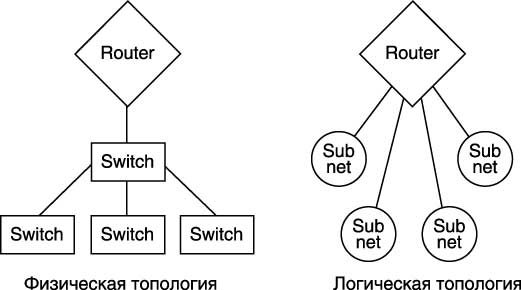 Router
Switch
Switch
Switch
Switch
Физическая топология
Router
Sub
net
Sub
net
Sub
net
Sub
net
Логическая топология